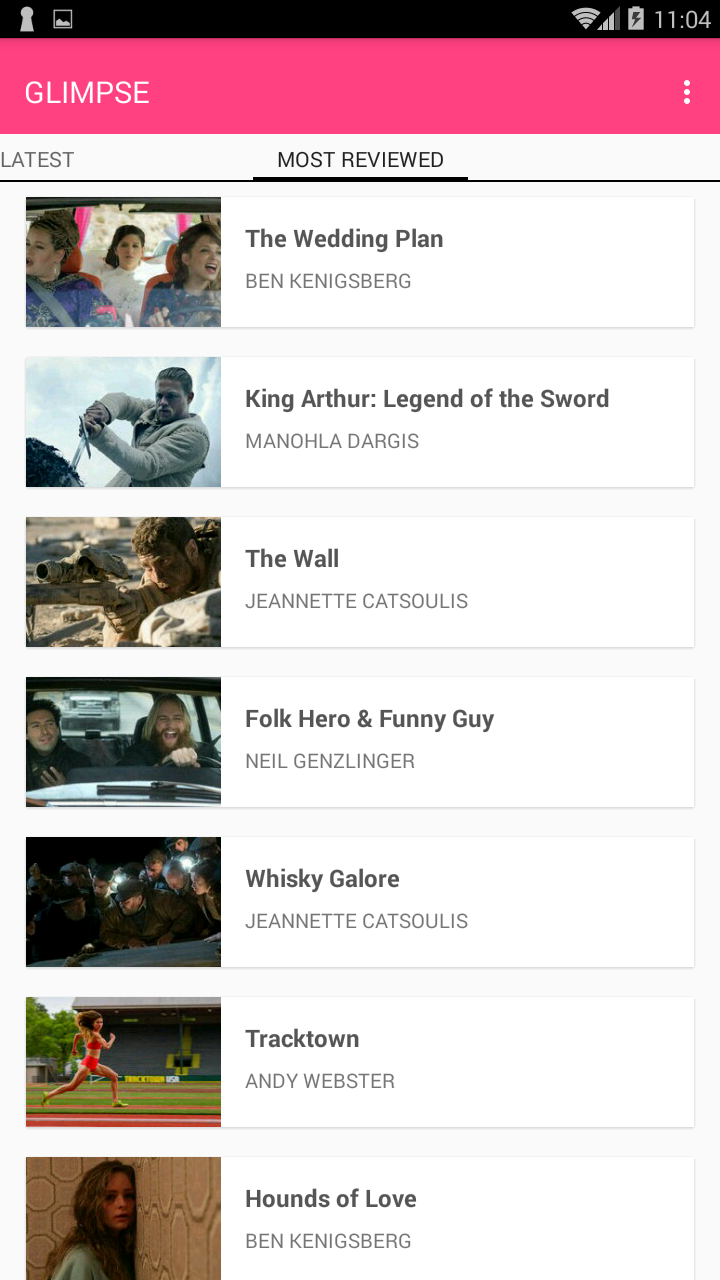 11:04
GLIMPSE
LATEST
MOST REVIEWED
The Wedding Plan
BEN KENIGSBERG
King Arthur: Legend of the Sword
MANOHLA DARGIS
The Wall
JEANNETTE CATSOULIS
Folk Hero & Funny Guy
NEIL GENZLINGER
Whisky Galore
JEANNETTE CATSOULIS
TRACKTOWN USA
Tracktown
ANDY WEBSTER
Hounds of Love
BEN KENIGSBERG